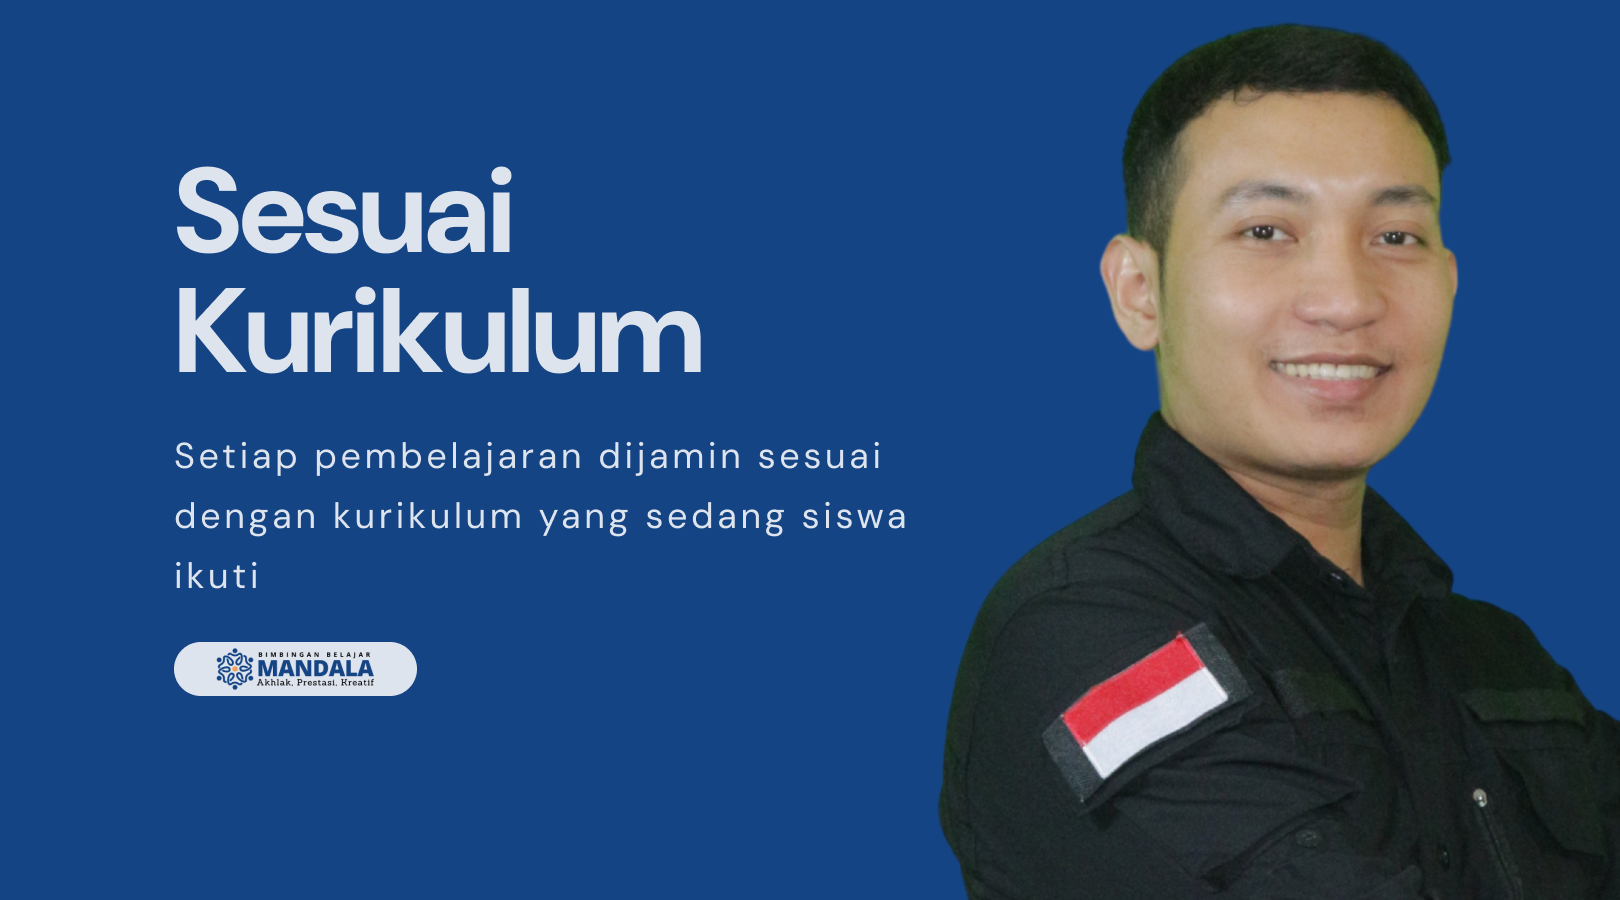 Sesuai
Kurikulum
Setiap pembelajaran dijamin sesuai
dengan kurikulum yang sedang siswa
ikuti
BIMBINGAN BELAJAR
MANDALA
Akhlak, Prestasi, Kreatif